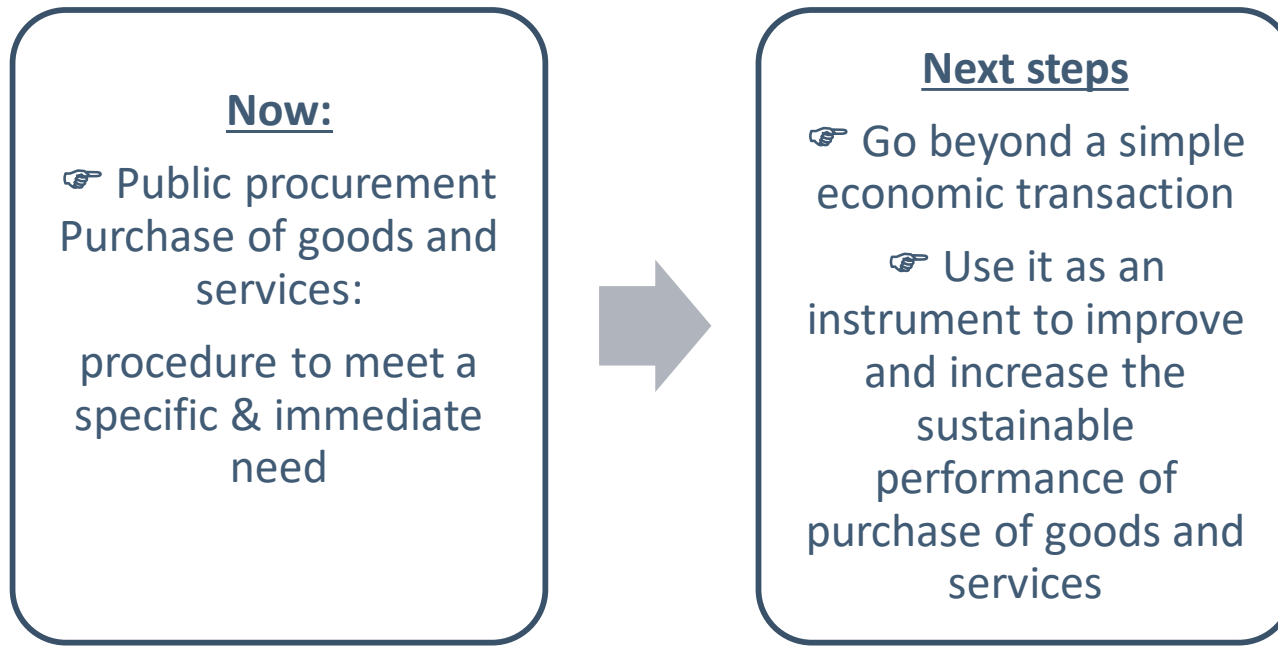 Now:
☞ Public procurement
Purchase of goods and
services:
procedure to meet a
specific & immediate
need
Next steps
☞ Go beyond a simple
economic transaction
☞ Use it as an
instrument to improve
and increase the
sustainable
performance of
purchase of goods and
services